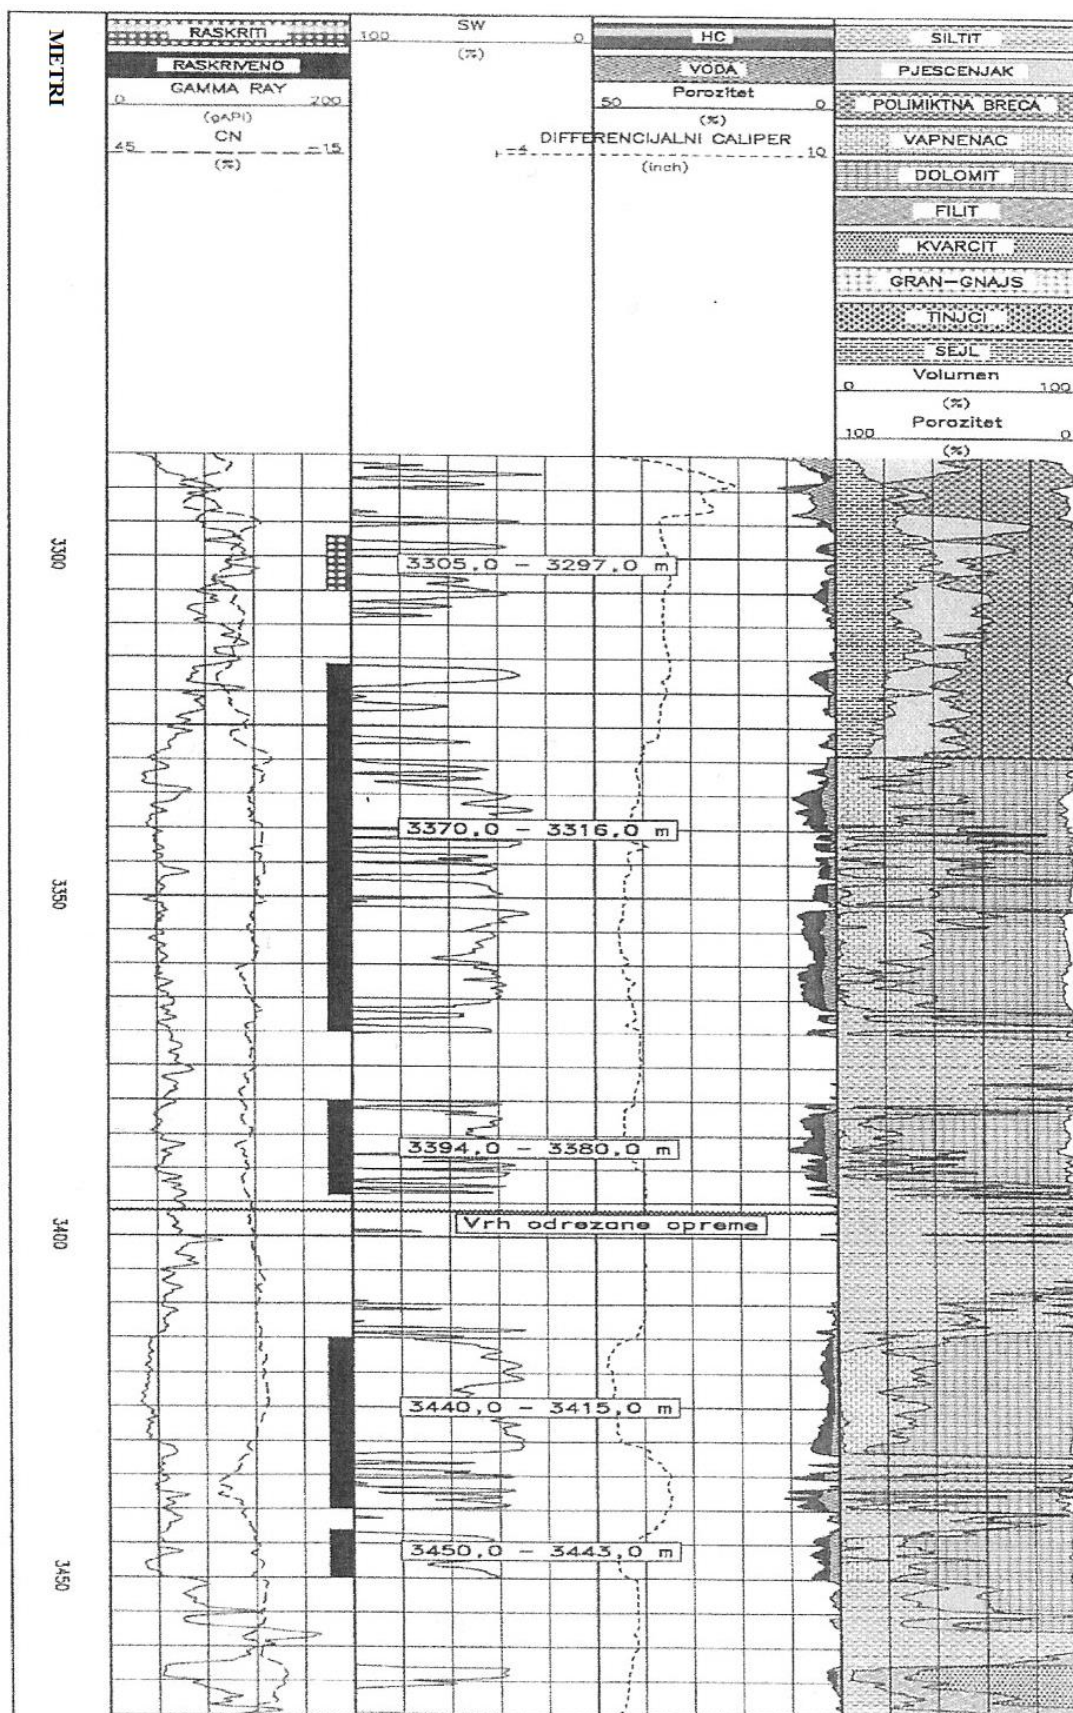 METRI
RASKRITI
RASKRIVENO
GAMMA RAY
0 200
(gAPI)
CN
45 -15
(%)
SW
100 0
(%)
HC
VODA
Porozitet
50 0
(%)
DIFFERENCIJALNI CALIPER
-4 10
(inch)
SILTIT
PJESCENJAK
POLIMIKTNA BRECA
VAPNENAC
DOLOMIT
FILIT
KVARCIT
GRAN-GNAJS
TINJCI
SEJL
Volumen
0 100
(%)
Porozitet
100 0
(%)
3300
3305,0 - 3297,0 m
3370,0 - 3316,0 m
3350
3394,0 - 3380,0 m
Vrh odrezane opreme
3400
3440,0 - 3415,0 m
3450,0 - 3443,0 m
3450